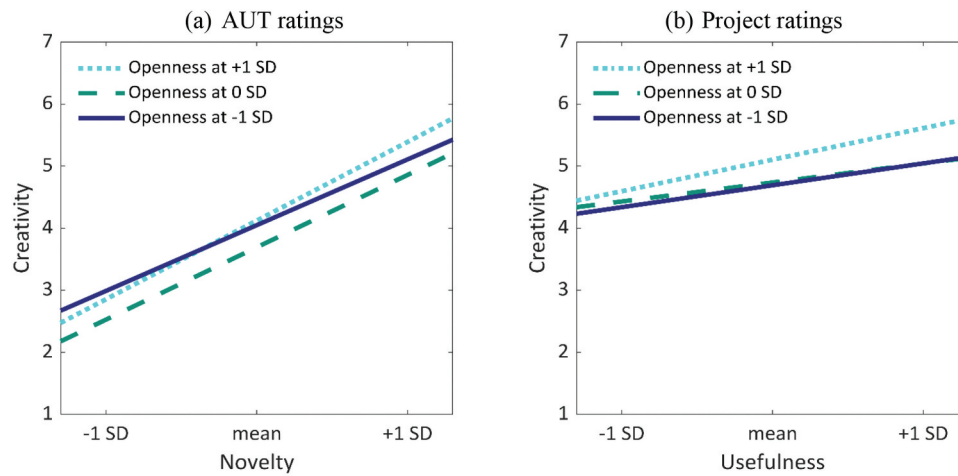 (a) AUT ratings
7
6
5
4
3
2
1
Creativity
Openness at +1 SD
Openness at 0 SD
Openness at -1 SD
-1 SD mean +1 SD
Novelty
(b) Project ratings
7
6
5
4
3
2
1
Creativity
Openness at +1 SD
Openness at 0 SD
Openness at -1 SD
-1 SD mean +1 SD
Usefulness